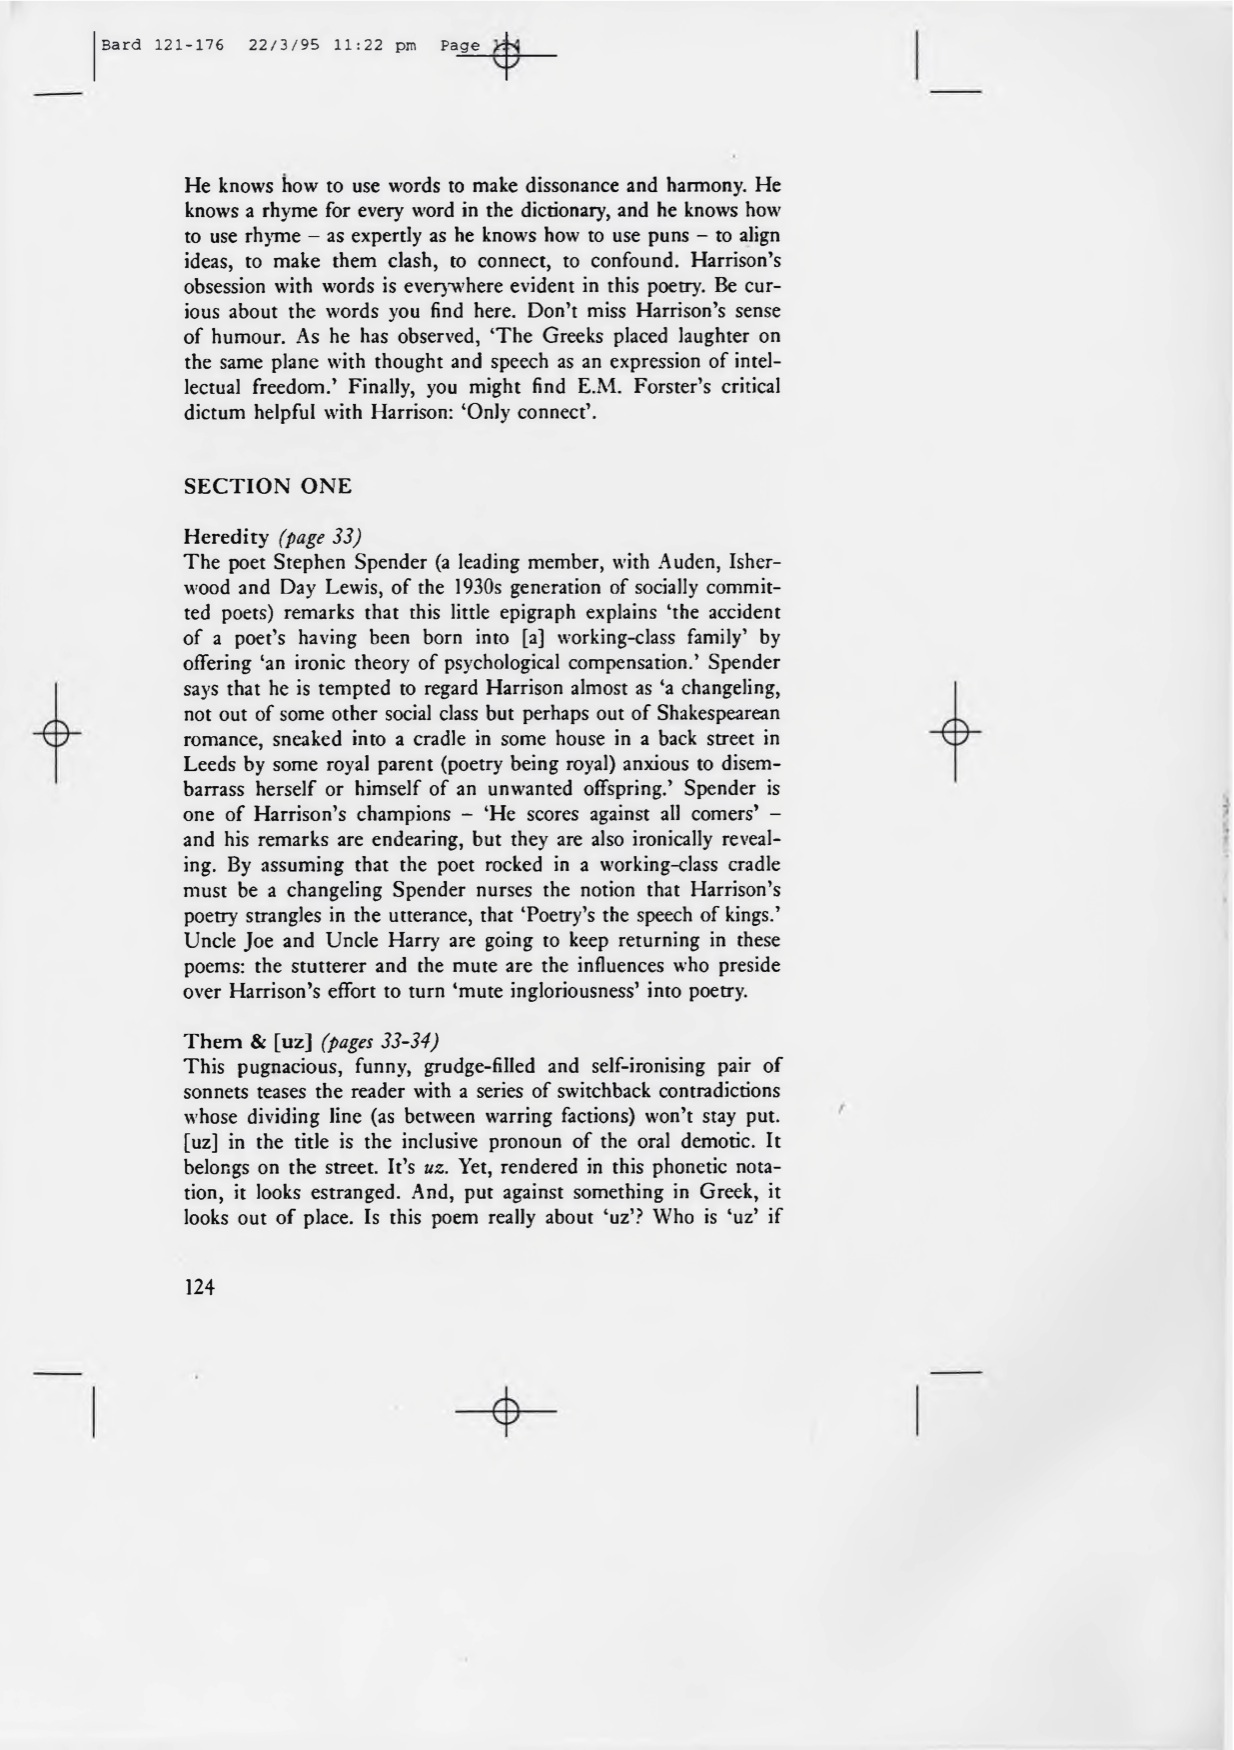 Bard 121-176 22/3/95 11:22 pm Page
He knows how to use words to make dissonance and harmony. He
knows a rhyme for every word in the dictionary, and he knows how
to use rhyme – as expertly as he knows how to use puns – to align
ideas, to make them clash, to connect, to confound. Harrison’s
obsession with words is everywhere evident in this poetry. Be cur-
ious about the words you find here. Don’t miss Harrison’s sense
of humour. As he has observed, ‘The Greeks placed laughter on
the same plane with thought and speech as an expression of intel-
lectual freedom.’ Finally, you might find E.M. Forster’s critical
dictum helpful with Harrison: ‘Only connect’.
SECTION ONE
Heredity (page 33)
The poet Stephen Spender (a leading member, with Auden, Isher-
wood and Day Lewis, of the 1930s generation of socially commit-
ted poets) remarks that this little epigraph explains ‘the accident
of a poet’s having been born into [a] working-class family’ by
offering ‘an ironic theory of psychological compensation.’ Spender
says that he is tempted to regard Harrison almost as ‘a changeling,
not out of some other social class but perhaps out of Shakespearean
romance, sneaked into a cradle in some house in a back street in
Leeds by some royal parent (poetry being royal) anxious to disem-
barrass herself or himself of an unwanted offspring.’ Spender is
one of Harrison’s champions – ‘He scores against all comers’ –
and his remarks are endearing, but they are also ironically reveal-
ing. By assuming that the poet rocked in a working-class cradle
must be a changeling Spender nurses the notion that Harrison’s
poetry strangles in the utterance, that ‘Poetry’s the speech of kings.’
Uncle Joe and Uncle Harry are going to keep returning in these
poems: the stutterer and the mute are the influences who preside
over Harrison’s effort to turn ‘mute ingloriousness’ into poetry.
Them & [uz] (pages 33-34)
This pugnacious, funny, grudge-filled and self-ironising pair of
sonnets teases the reader with a series of switchback contradictions
whose dividing line (as between warring factions) won’t stay put.
[uz] in the title is the inclusive pronoun of the oral demotic. It
belongs on the street. It’s uz. Yet, rendered in this phonetic nota-
tion, it looks estranged. And, put against something in Greek, it
looks out of place. Is this poem really about ‘uz’? Who is ‘uz’ if
124